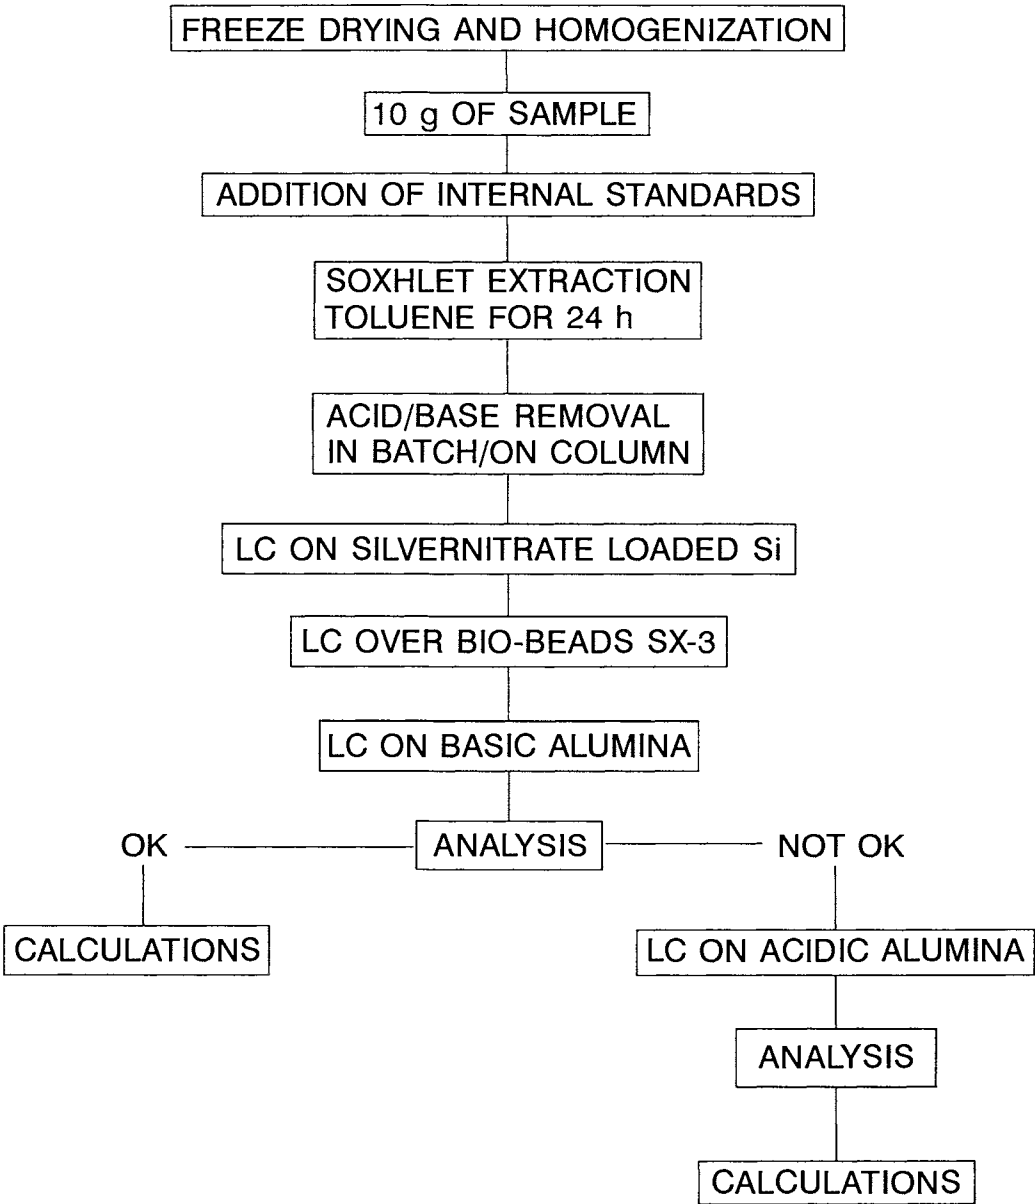 FREEZE DRYING AND HOMOGENIZATION
10 g OF SAMPLE
ADDITION OF INTERNAL STANDARDS
SOXHLET EXTRACTION
TOLUENE FOR 24 h
ACID/BASE REMOVAL
IN BATCH/ON COLUMN
LC ON SILVERNITRATE LOADED Si
LC OVER BIO-BEADS SX-3
LC ON BASIC ALUMINA
OK
ANALYSIS
NOT OK
CALCULATIONS
LC ON ACIDIC ALUMINA
ANALYSIS
CALCULATIONS